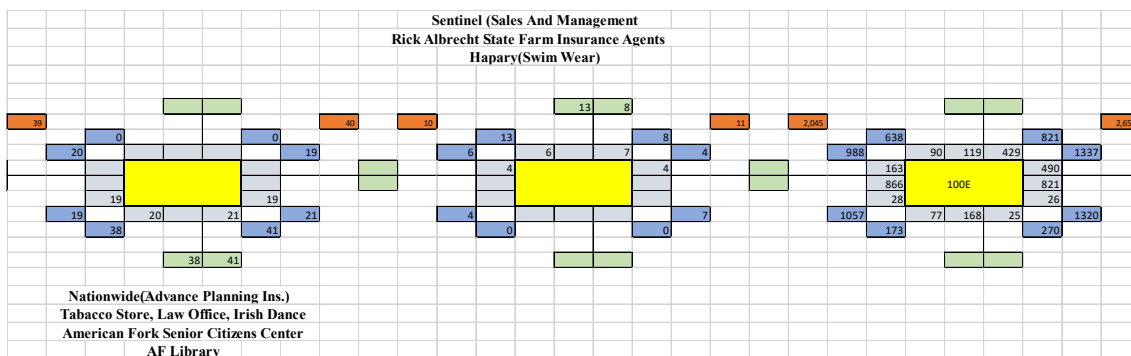 Sentinel (Sales And Management
Rick Albrecht State Farm Insurance Agents
Hapary(Swim Wear)
13 8
39 40 10 11 2,045 2,65
0 0 13 8 638 821
20 19 6 6 7 4 988 90 119 429 1337
4 4 163 490
866 100E 821
19 19 28 26
19 20 21 21 4 7 1057 77 168 25 1320
38 41 0 0 173 270
38 41
Nationwide(Advance Planning Ins.)
Tabacco Store, Law Office, Irish Dance
American Fork Senior Citizens Center
AF Library